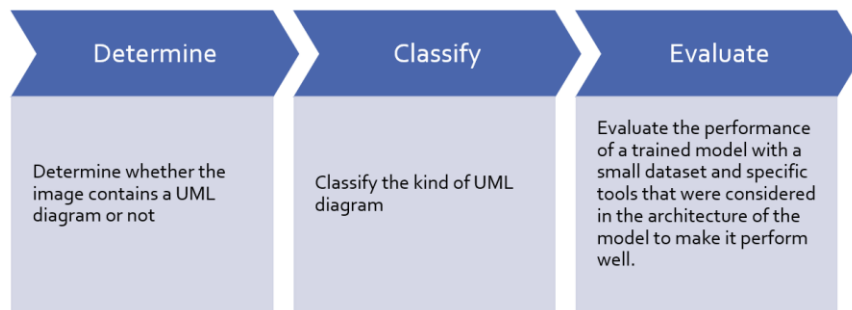 Determine
Classify
Evaluate
Determine whether the
image contains a UML
diagram or not
Classify the kind of UML
diagram
Evaluate the performance
of a trained model with a
small dataset and specific
tools that were considered
in the architecture of the
model to make it perform
well.